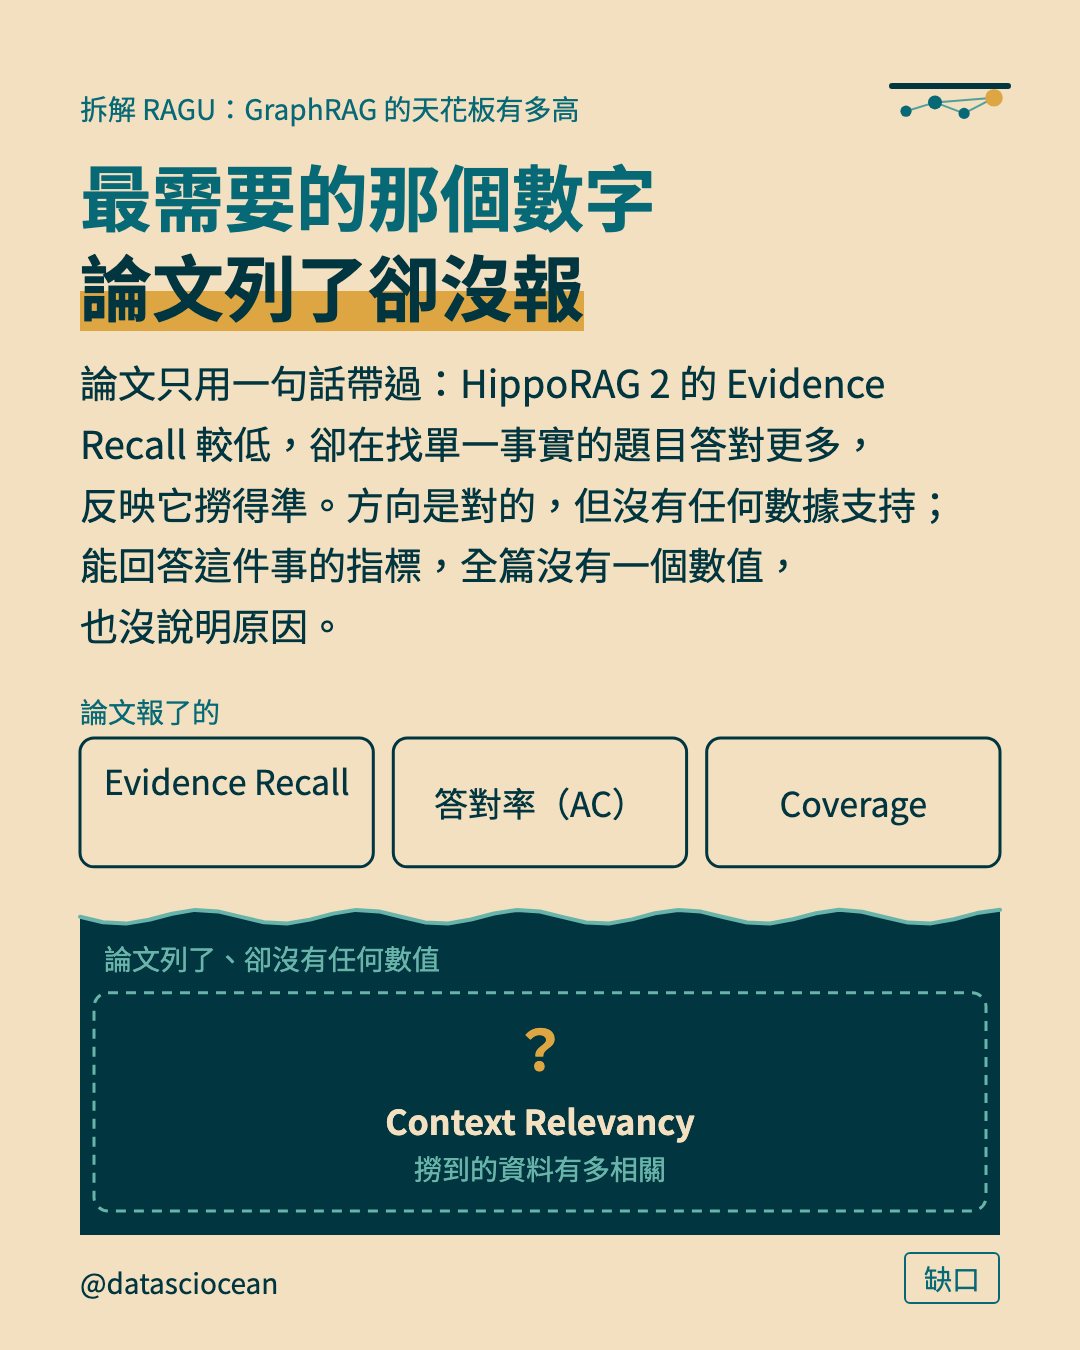 拆解 RAGU：GraphRAG 的天花板有多高
最需要的那個數字
論文列了卻沒報
論文只用一句話帶過：HippoRAG 2 的 Evidence
Recall 較低，卻在找單一事實的題目答對更多，
反映它撈得準。方向是對的，但沒有任何數據支持；
能回答這件事的指標，全篇沒有一個數值，
也沒說明原因。
論文報了的
Evidence Recall
答對率（AC）
Coverage
論文列了、卻沒有任何數值
?
Context Relevancy
撈到的資料有多相關
@datasciocean
缺口